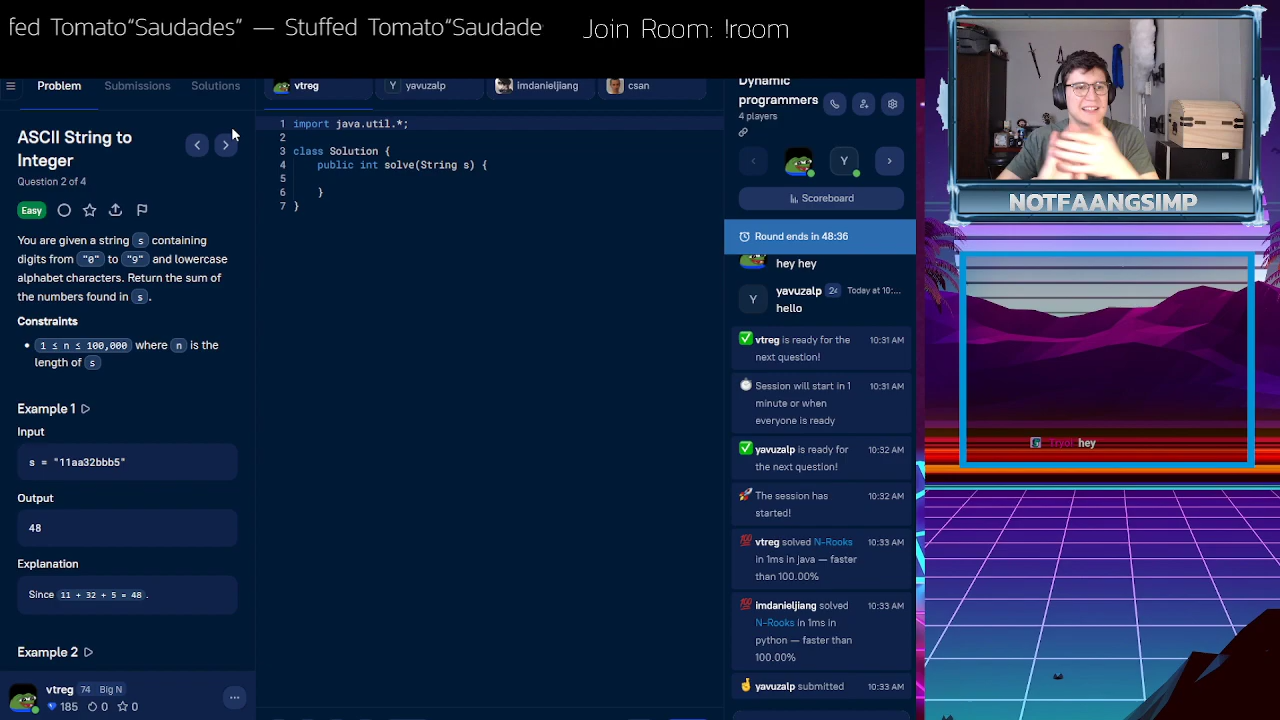 fed Tomato"Saudades" — Stuffed Tomato"Saudade
Join Room: !room
Problem
Submissions
Solutions
ASCII String to
Integer
Question 2 of 4
Easy
You are given a string s containing
digits from "0" to "9" and lowercase
alphabet characters. Return the sum of
the numbers found in s.
Constraints
• 1 ≤ n ≤ 100,000 where n is the
length of s
Example 1
Input
s = "11aa32bbb5"
Output
48
Explanation
Since 11 + 32 + 5 = 48.
Example 2
vtreg 74 Big N
185 0 0
vtreg
Y yavuzalp
imdanieljiang
csan
1 import java.util.*;
2
3 class Solution {
4 public int solve(String s) {
5
6 }
7 }
Dynamic
programmers
4 players
Y
Scoreboard
Round ends in 48:36
hey hey
Y yavuzalp Today at 10:...
hello
vtreg is ready for the
next question!
10:31 AM
Session will start in 1
minute or when
everyone is ready
10:31 AM
yavuzalp is ready for
the next question!
10:32 AM
The session has
started!
10:32 AM
vtreg solved N-Rooks
in 1ms in java — faster
than 100.00%
10:33 AM
imdanieljiang solved
N-Rooks in 1ms in
python — faster than
100.00%
10:33 AM
yavuzalp submitted
10:33 AM
NOTFAANGSIMP
Tryor hey